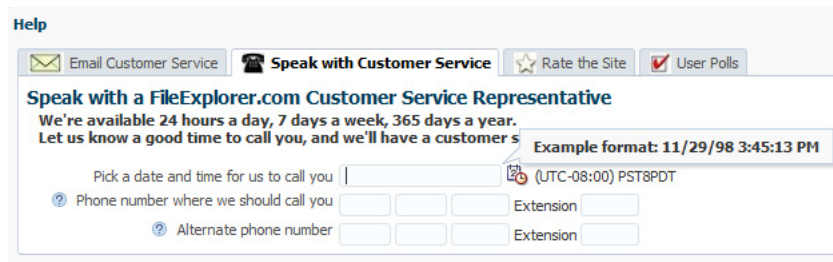 Help
Email Customer Service Speak with Customer Service Rate the Site User Polls
Speak with a FileExplorer.com Customer Service Representative
We're available 24 hours a day, 7 days a week, 365 days a year.
Let us know a good time to call you, and we'll have a customer s
Example format: 11/29/98 3:45:13 PM
Pick a date and time for us to call you (UTC-08:00) PST8PDT
Phone number where we should call you Extension
Alternate phone number Extension